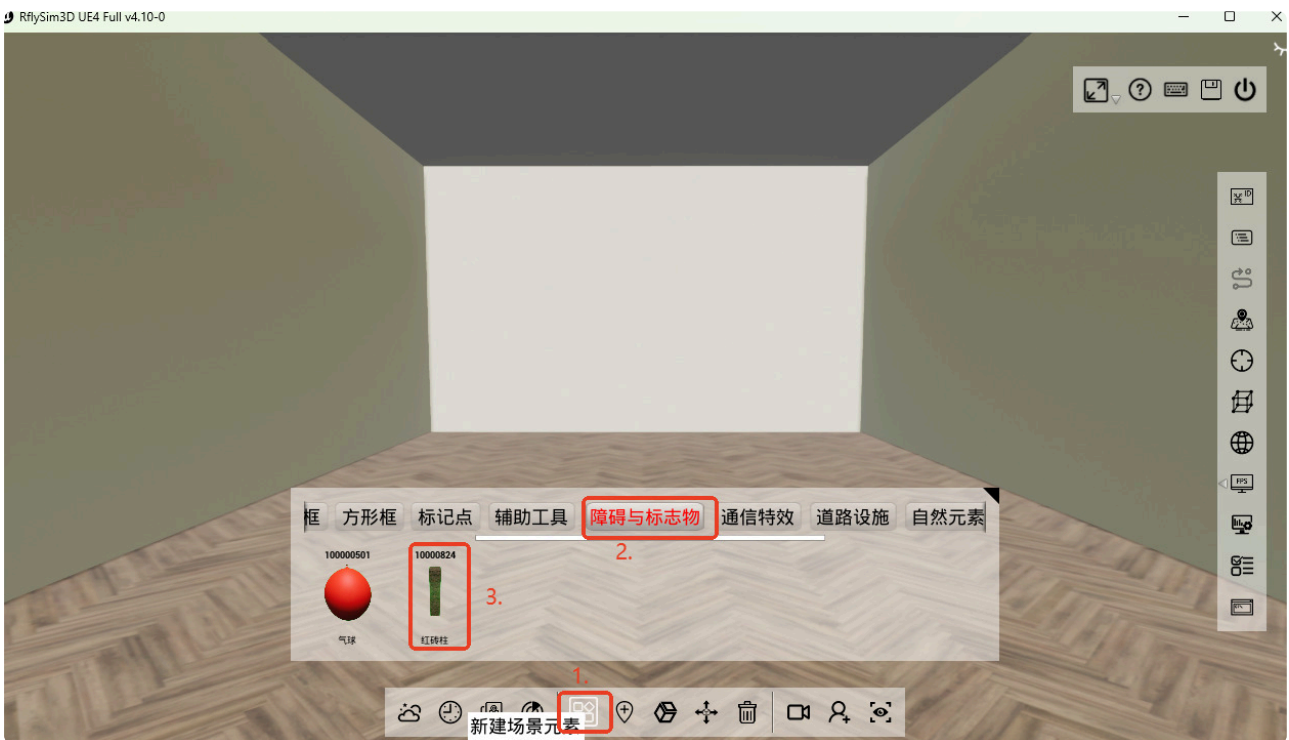 RflySim3D UE4 Full v4.10-0
ID
FPS
框 方形框 标记点 辅助工具 障碍与标志物 通信特效 道路设施 自然元素
2.
100000501 10000824
3.
气球 红砖柱
1.
新建场景元素